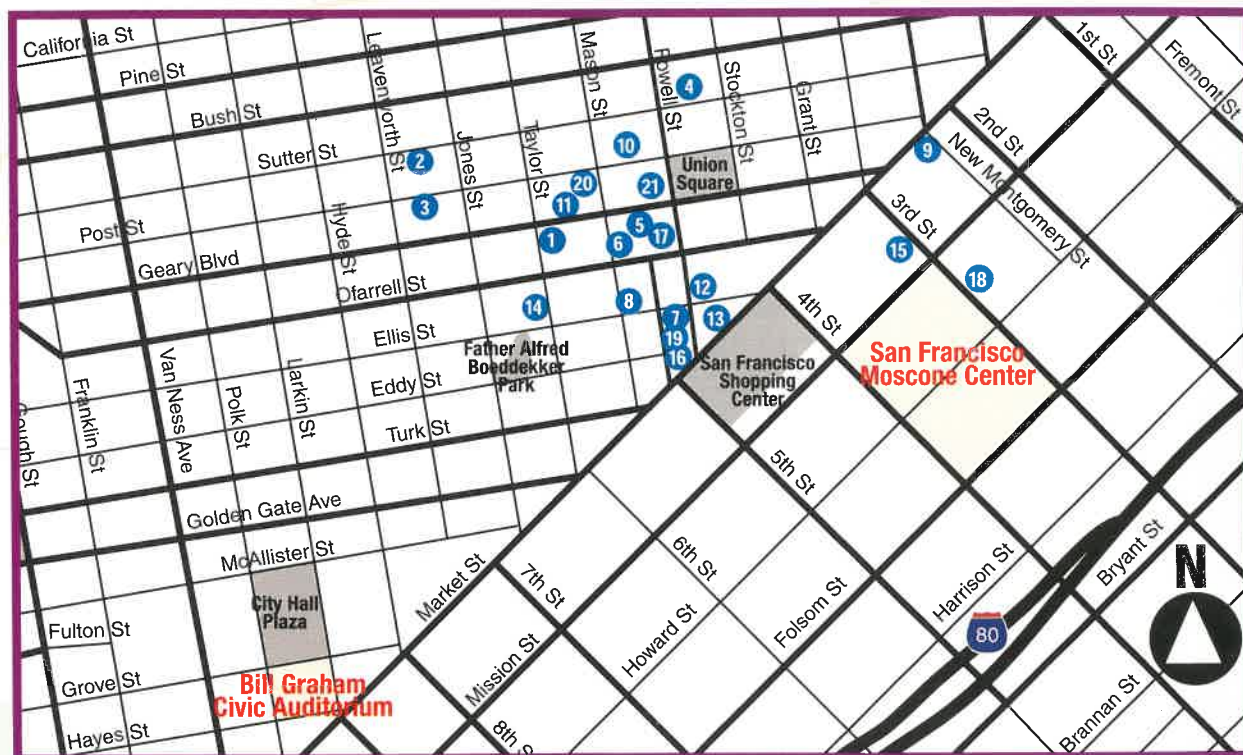 California St
Pine St
Bush St
Sutter St
Post St
Geary Blvd
Ofarrell St
Ellis St
Eddy St
Turk St
Golden Gate Ave
McAllister St
Fulton St
Grove St
Hayes St
Gough St
Franklin St
Van Ness Ave
Polk St
Larkin St
Hyde St
Leavenworth St
Jones St
Taylor St
Mason St
Powell St
Stockton St
Grant St
1st St
Fremont St
2nd St
New Montgomery St
3rd St
4th St
5th St
6th St
7th St
8th St
Market St
Mission St
Howard St
Folsom St
Harrison St
Bryant St
Brannan St
Union
Square
Father Alfred
Boeddekker
Park
San Francisco
Shopping
Center
San Francisco
Moscone Center
City Hall
Plaza
Bill Graham
Civic Auditorium
80
N
4
2
10
9
20
21
3
11
5
1
6
17
15
18
12
14
8
7
13
19
16